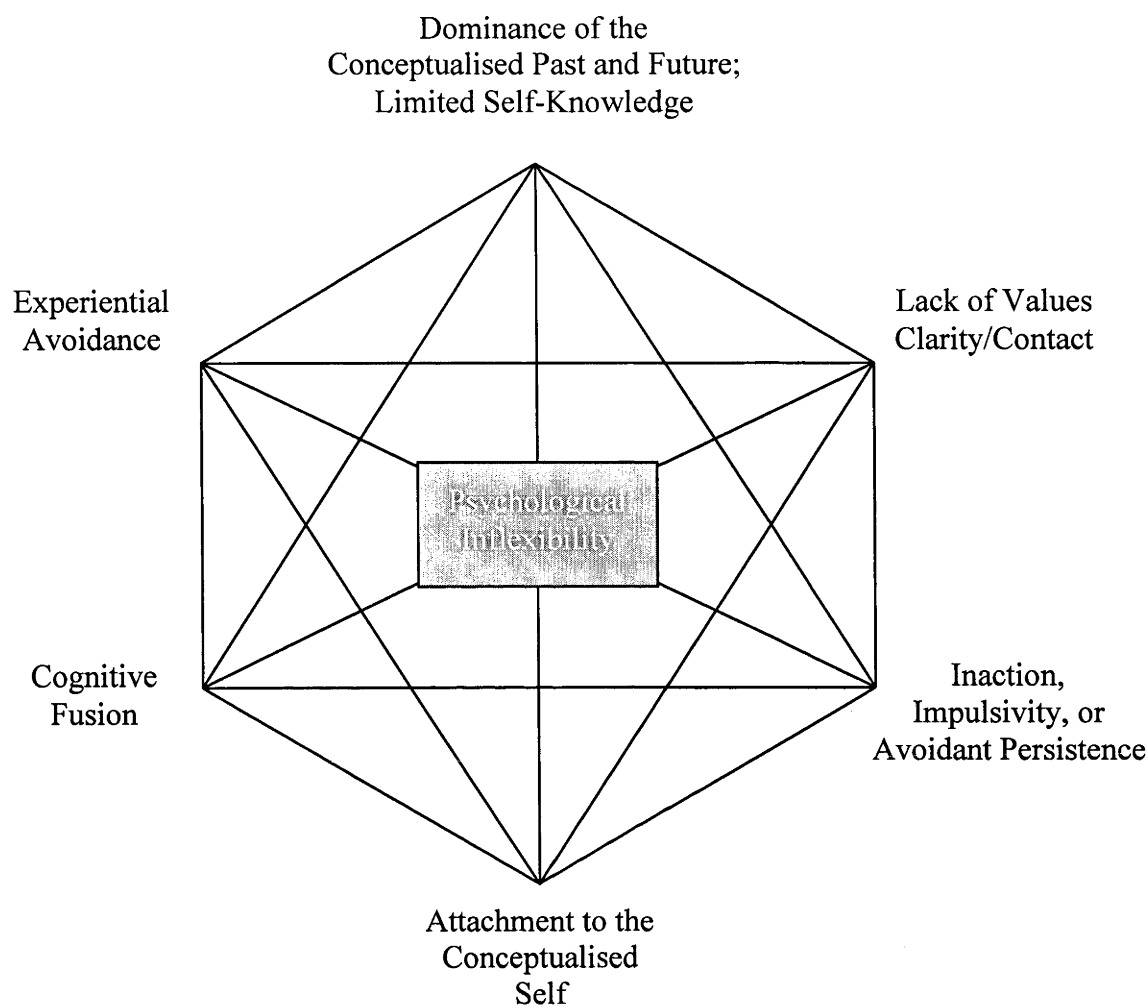 Dominance of the
Conceptualised Past and Future;
Limited Self-Knowledge
Experiential
Avoidance
Lack of Values
Clarity/Contact
Psychological
Inflexibility
Cognitive
Fusion
Inaction,
Impulsivity, or
Avoidant Persistence
Attachment to the
Conceptualised
Self